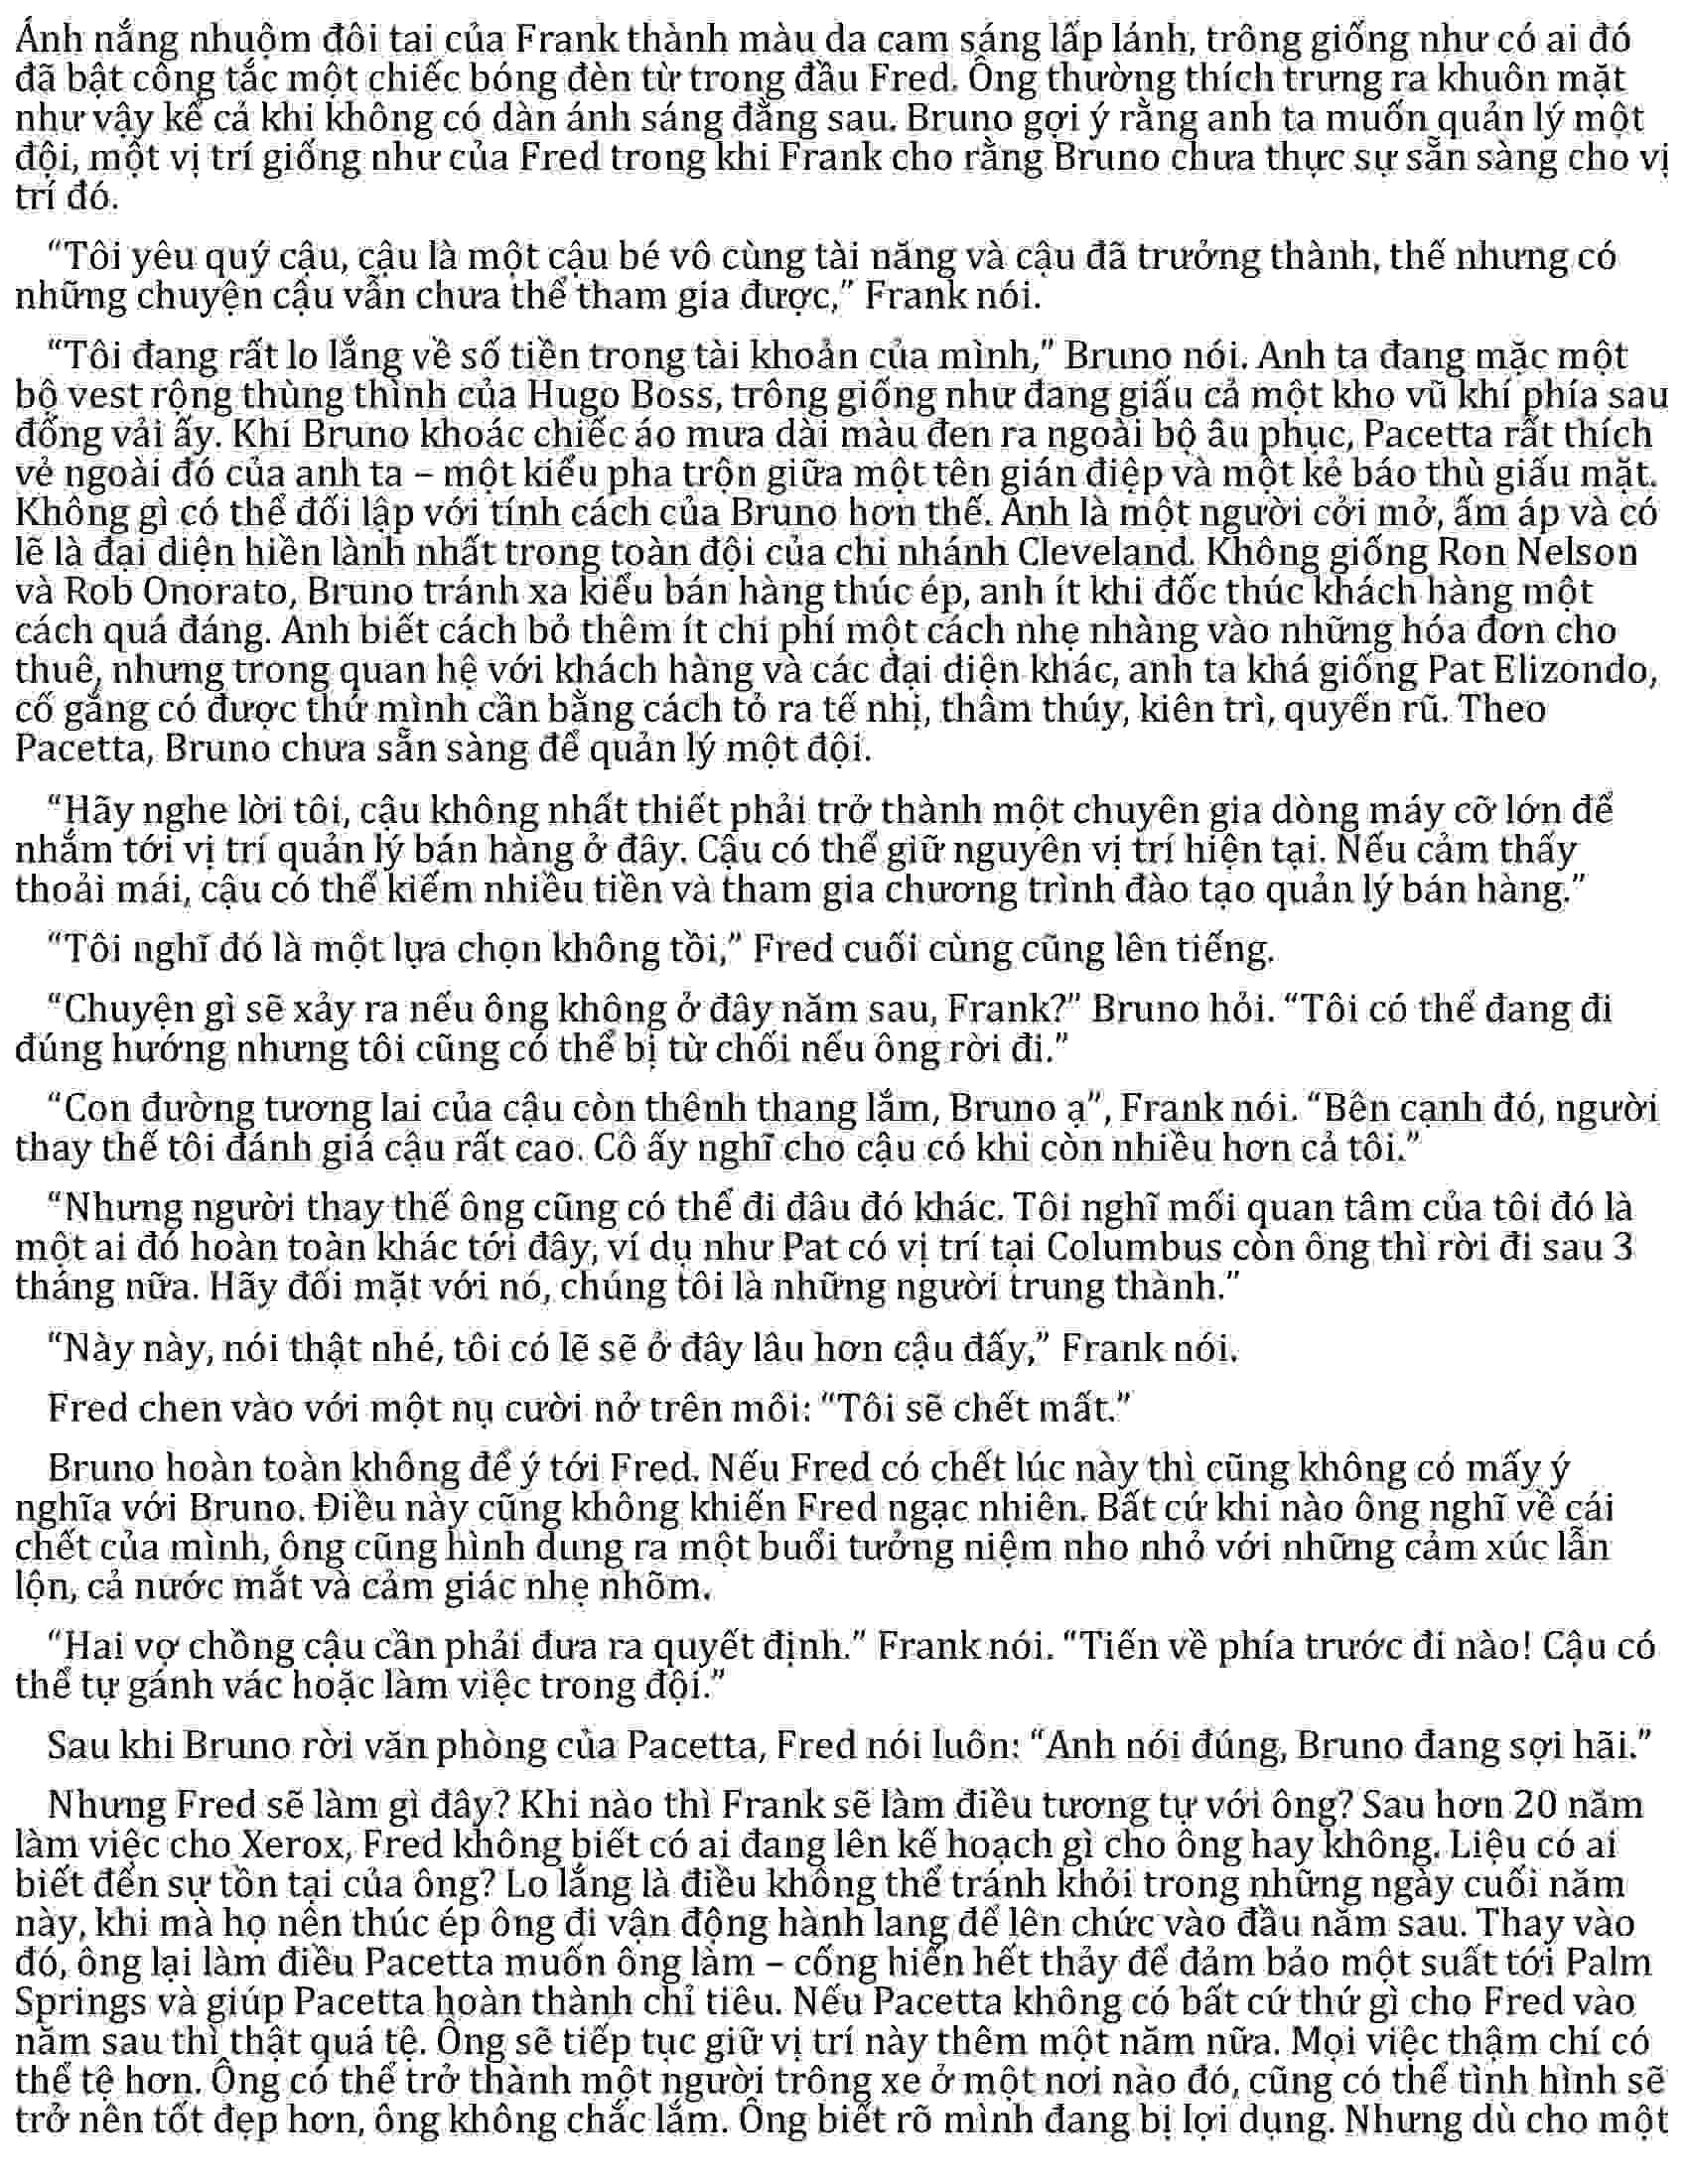 Ánh nắng nhuộm đôi tai của Frank thành màu da cam sáng lấp lánh, trông giống như có ai đó
đã bật công tắc một chiếc bóng đèn từ trong đầu Fred. Ông thường thích trưng ra khuôn mặt
như vậy kể cả khi không có dàn ánh sáng đằng sau. Bruno gợi ý rằng anh ta muốn quản lý một
đội, một vị trí giống như của Fred trong khi Frank cho rằng Bruno chưa thực sự sẵn sàng cho vị
trí đó.
“Tôi yêu quý cậu, cậu là một cậu bé vô cùng tài năng và cậu đã trưởng thành, thế nhưng có
những chuyện cậu vẫn chưa thể tham gia được,” Frank nói.
“Tôi đang rất lo lắng về số tiền trong tài khoản của mình,” Bruno nói. Anh ta đang mặc một
bộ vest rộng thùng thình của Hugo Boss, trông giống như đang giấu cả một kho vũ khí phía sau
đống vải ấy. Khi Bruno khoác chiếc áo mưa dài màu đen ra ngoài bộ âu phục, Pacetta rất thích
vẻ ngoài đó của anh ta – một kiểu pha trộn giữa một tên gián điệp và một kẻ báo thù giấu mặt.
Không gì có thể đối lập với tính cách của Bruno hơn thế. Anh là một người cởi mở, ấm áp và có
lẽ là đại diện hiền lành nhất trong toàn đội của chi nhánh Cleveland. Không giống Ron Nelson
và Rob Onorato, Bruno tránh xa kiểu bán hàng thúc ép, anh ít khi đốc thúc khách hàng một
cách quá đáng. Anh biết cách bỏ thêm ít chi phí một cách nhẹ nhàng vào những hóa đơn cho
thuê, nhưng trong quan hệ với khách hàng và các đại diện khác, anh ta khá giống Pat Elizondo,
cố gắng có được thứ mình cần bằng cách tỏ ra tế nhị, thâm thúy, kiên trì, quyến rũ. Theo
Pacetta, Bruno chưa sẵn sàng để quản lý một đội.
“Hãy nghe lời tôi, cậu không nhất thiết phải trở thành một chuyên gia dòng máy cỡ lớn để
nhắm tới vị trí quản lý bán hàng ở đây. Cậu có thể giữ nguyên vị trí hiện tại. Nếu cảm thấy
thoải mái, cậu có thể kiếm nhiều tiền và tham gia chương trình đào tạo quản lý bán hàng.”
“Tôi nghĩ đó là một lựa chọn không tồi,” Fred cuối cùng cũng lên tiếng.
“Chuyện gì sẽ xảy ra nếu ông không ở đây năm sau, Frank?” Bruno hỏi. “Tôi có thể đang đi
đúng hướng nhưng tôi cũng có thể bị từ chối nếu ông rời đi.”
“Con đường tương lai của cậu còn thênh thang lắm, Bruno ạ”, Frank nói. “Bên cạnh đó, người
thay thế tôi đánh giá cậu rất cao. Cô ấy nghĩ cho cậu có khi còn nhiều hơn cả tôi.”
“Nhưng người thay thế ông cũng có thể đi đâu đó khác. Tôi nghĩ mối quan tâm của tôi đó là
một ai đó hoàn toàn khác tới đây, ví dụ như Pat có vị trí tại Columbus còn ông thì rời đi sau 3
tháng nữa. Hãy đối mặt với nó, chúng tôi là những người trung thành.”
“Này này, nói thật nhé, tôi có lẽ sẽ ở đây lâu hơn cậu đấy,” Frank nói.
Fred chen vào với một nụ cười nở trên môi: “Tôi sẽ chết mất.”
Bruno hoàn toàn không để ý tới Fred. Nếu Fred có chết lúc này thì cũng không có mấy ý
nghĩa với Bruno. Điều này cũng không khiến Fred ngạc nhiên. Bất cứ khi nào ông nghĩ về cái
chết của mình, ông cũng hình dung ra một buổi tưởng niệm nho nhỏ với những cảm xúc lẫn
lộn, cả nước mắt và cảm giác nhẹ nhõm.
“Hai vợ chồng cậu cần phải đưa ra quyết định.” Frank nói. “Tiến về phía trước đi nào! Cậu có
thể tự gánh vác hoặc làm việc trong đội.”
Sau khi Bruno rời văn phòng của Pacetta, Fred nói luôn: “Anh nói đúng, Bruno đang sợi hãi.”
Nhưng Fred sẽ làm gì đây? Khi nào thì Frank sẽ làm điều tương tự với ông? Sau hơn 20 năm
làm việc cho Xerox, Fred không biết có ai đang lên kế hoạch gì cho ông hay không. Liệu có ai
biết đến sự tồn tại của ông? Lo lắng là điều không thể tránh khỏi trong những ngày cuối năm
này, khi mà họ nên thúc ép ông đi vận động hành lang để lên chức vào đầu năm sau. Thay vào
đó, ông lại làm điều Pacetta muốn ông làm – cống hiến hết thảy để đảm bảo một suất tới Palm
Springs và giúp Pacetta hoàn thành chỉ tiêu. Nếu Pacetta không có bất cứ thứ gì cho Fred vào
năm sau thì thật quá tệ. Ông sẽ tiếp tục giữ vị trí này thêm một năm nữa. Mọi việc thậm chí có
thể tệ hơn. Ông có thể trở thành một người trông xe ở một nơi nào đó, cũng có thể tình hình sẽ
trở nên tốt đẹp hơn, ông không chắc lắm. Ông biết rõ mình đang bị lợi dụng. Nhưng dù cho một